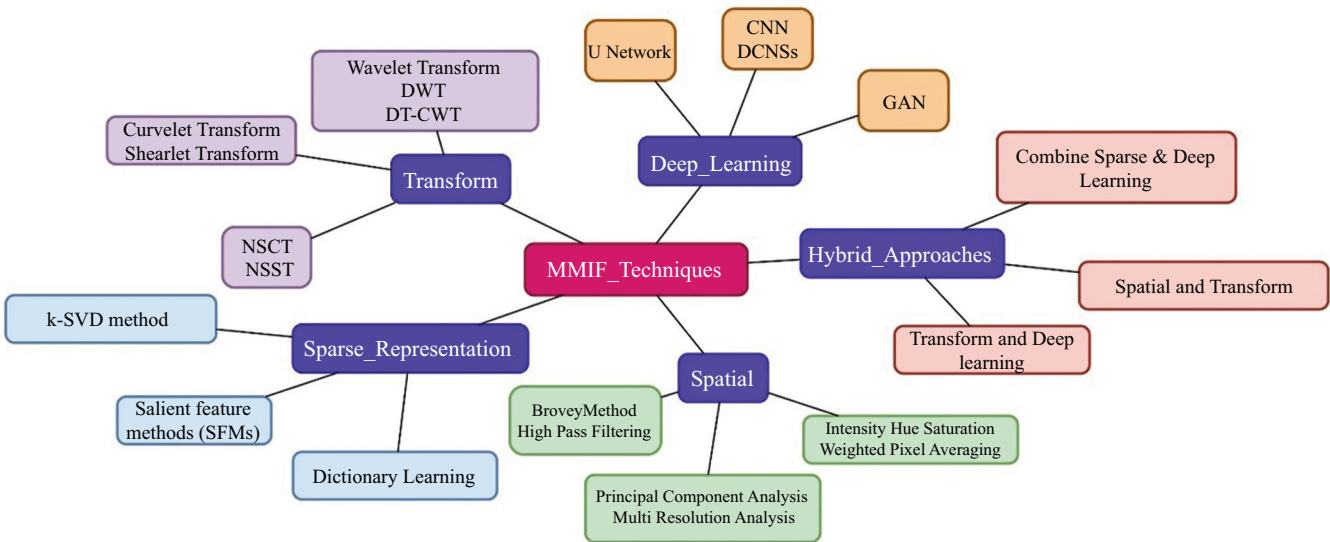 CNN
DCNSs
U Network
GAN
Wavelet Transform
DWT
DT-CWT
Curvelet Transform
Shearlet Transform
Deep_Learning
Transform
Combine Sparse & Deep
Learning
NSCT
NSST
MMIF_Techniques
Hybrid_Approaches
Spatial and Transform
k-SVD method
Sparse_Representation
Transform and Deep
learning
Spatial
Salient feature
methods (SFMs)
BroveyMethod
High Pass Filtering
Intensity Hue Saturation
Weighted Pixel Averaging
Dictionary Learning
Principal Component Analysis
Multi Resolution Analysis